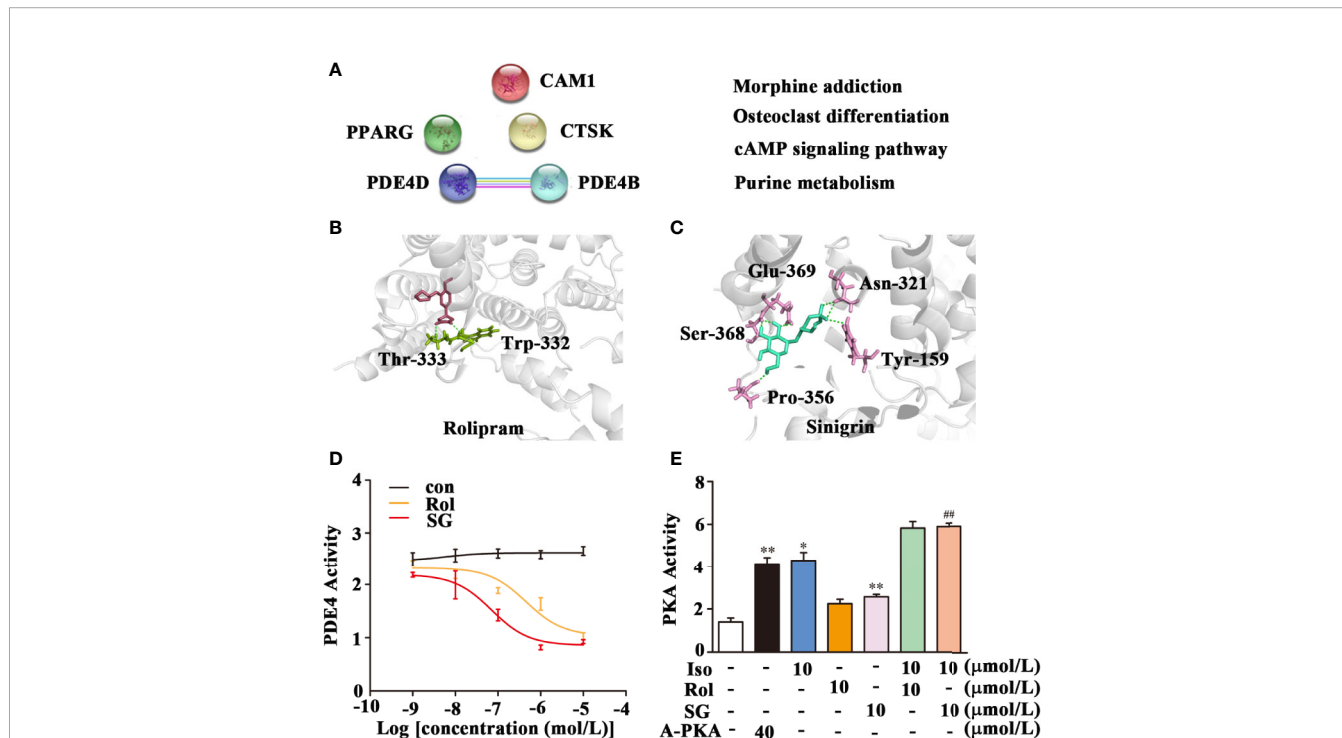 A
CAM1
PPARG
CTSK
PDE4D
PDE4B
Morphine addiction
Osteoclast differentiation
cAMP signaling pathway
Purine metabolism
B
Thr-333
Trp-332
Rolipram
C
Glu-369
Asn-321
Ser-368
Tyr-159
Pro-356
Sinigrin
D
con
Rol
SG
PDE4 Activity
4
3
2
1
0
-10 -9 -8 -7 -6 -5 -4
Log [concentration (mol/L)]
E
PKA Activity
8
6
4
2
0
** * ** ##
Iso - - 10 - - 10 10 (μmol/L)
Rol - - - 10 - 10 - (μmol/L)
SG - - - - 10 - 10 (μmol/L)
A-PKA - 40 - - - - - (μmol/L)